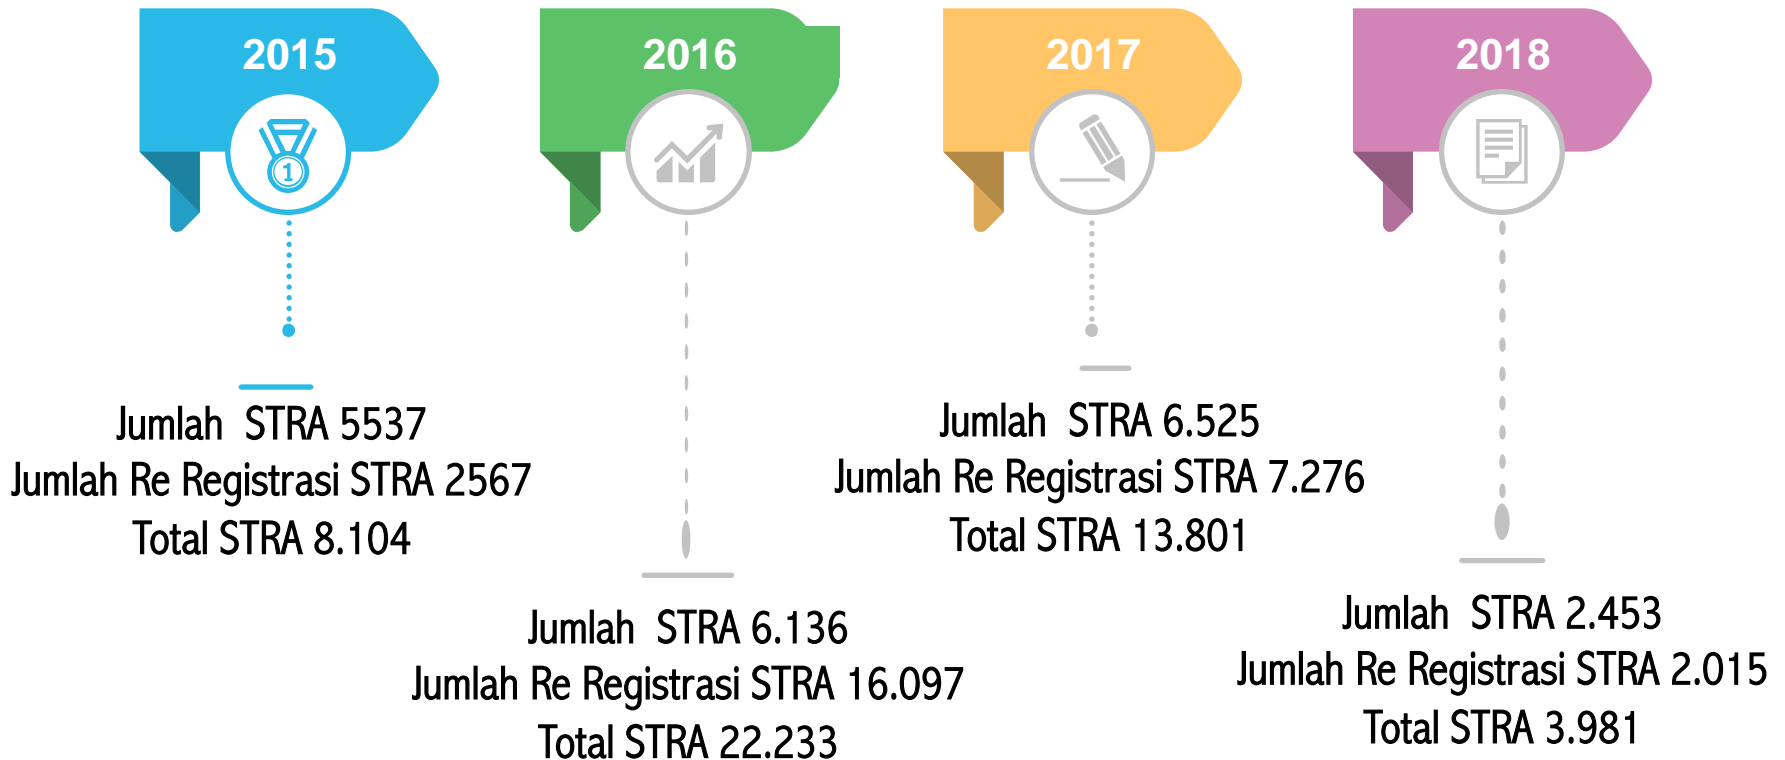 2015
Jumlah STRA 5537
Jumlah Re Registrasi STRA 2567
Total STRA 8.104
2016
Jumlah STRA 6.136
Jumlah Re Registrasi STRA 16.097
Total STRA 22.233
2017
Jumlah STRA 6.525
Jumlah Re Registrasi STRA 7.276
Total STRA 13.801
2018
Jumlah STRA 2.453
Jumlah Re Registrasi STRA 2.015
Total STRA 3.981
1